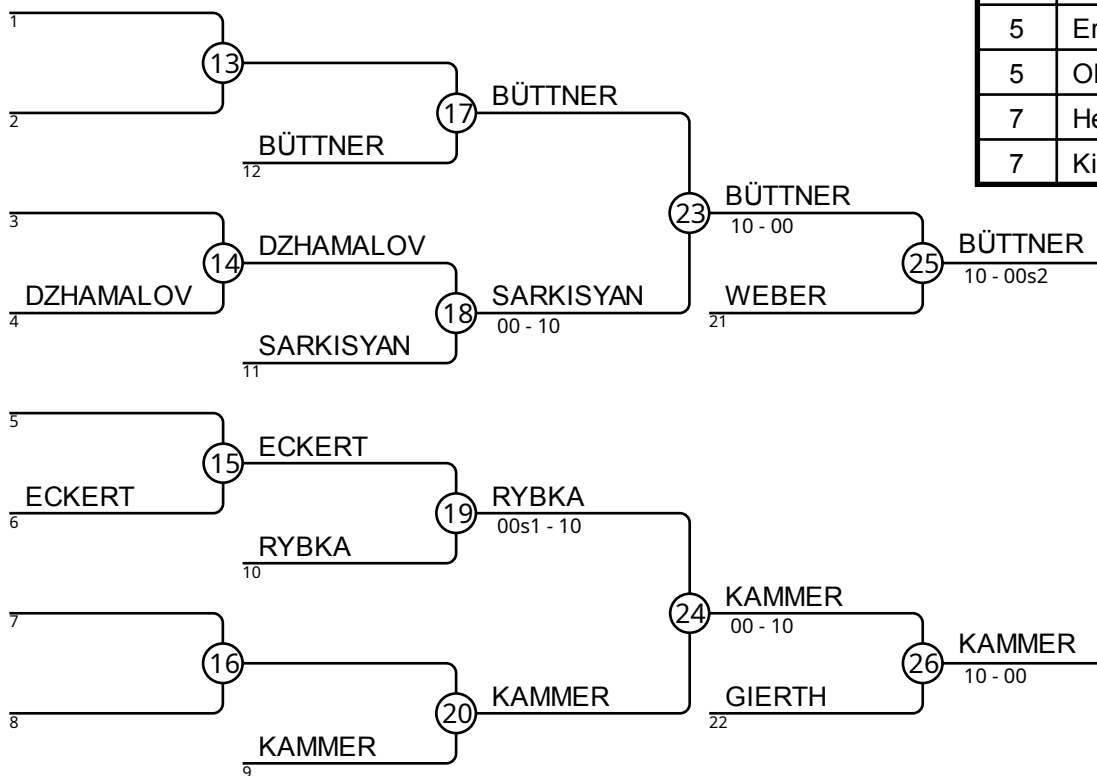 1
13
2
17
BÜTTNER
BÜTTNER
12
3
14
DZHAMALOV
DZHAMALOV
4
18
SARKISYAN
00 - 10
SARKISYAN
11
23
BÜTTNER
10 - 00
25
BÜTTNER
10 - 00s2
WEBER
21
5
15
ECKERT
ECKERT
6
19
RYBKA
00s1 - 10
RYBKA
10
7
16
8
20
KAMMER
KAMMER
9
24
KAMMER
00 - 10
26
KAMMER
10 - 00
GIERTH
22
5
5
7
7